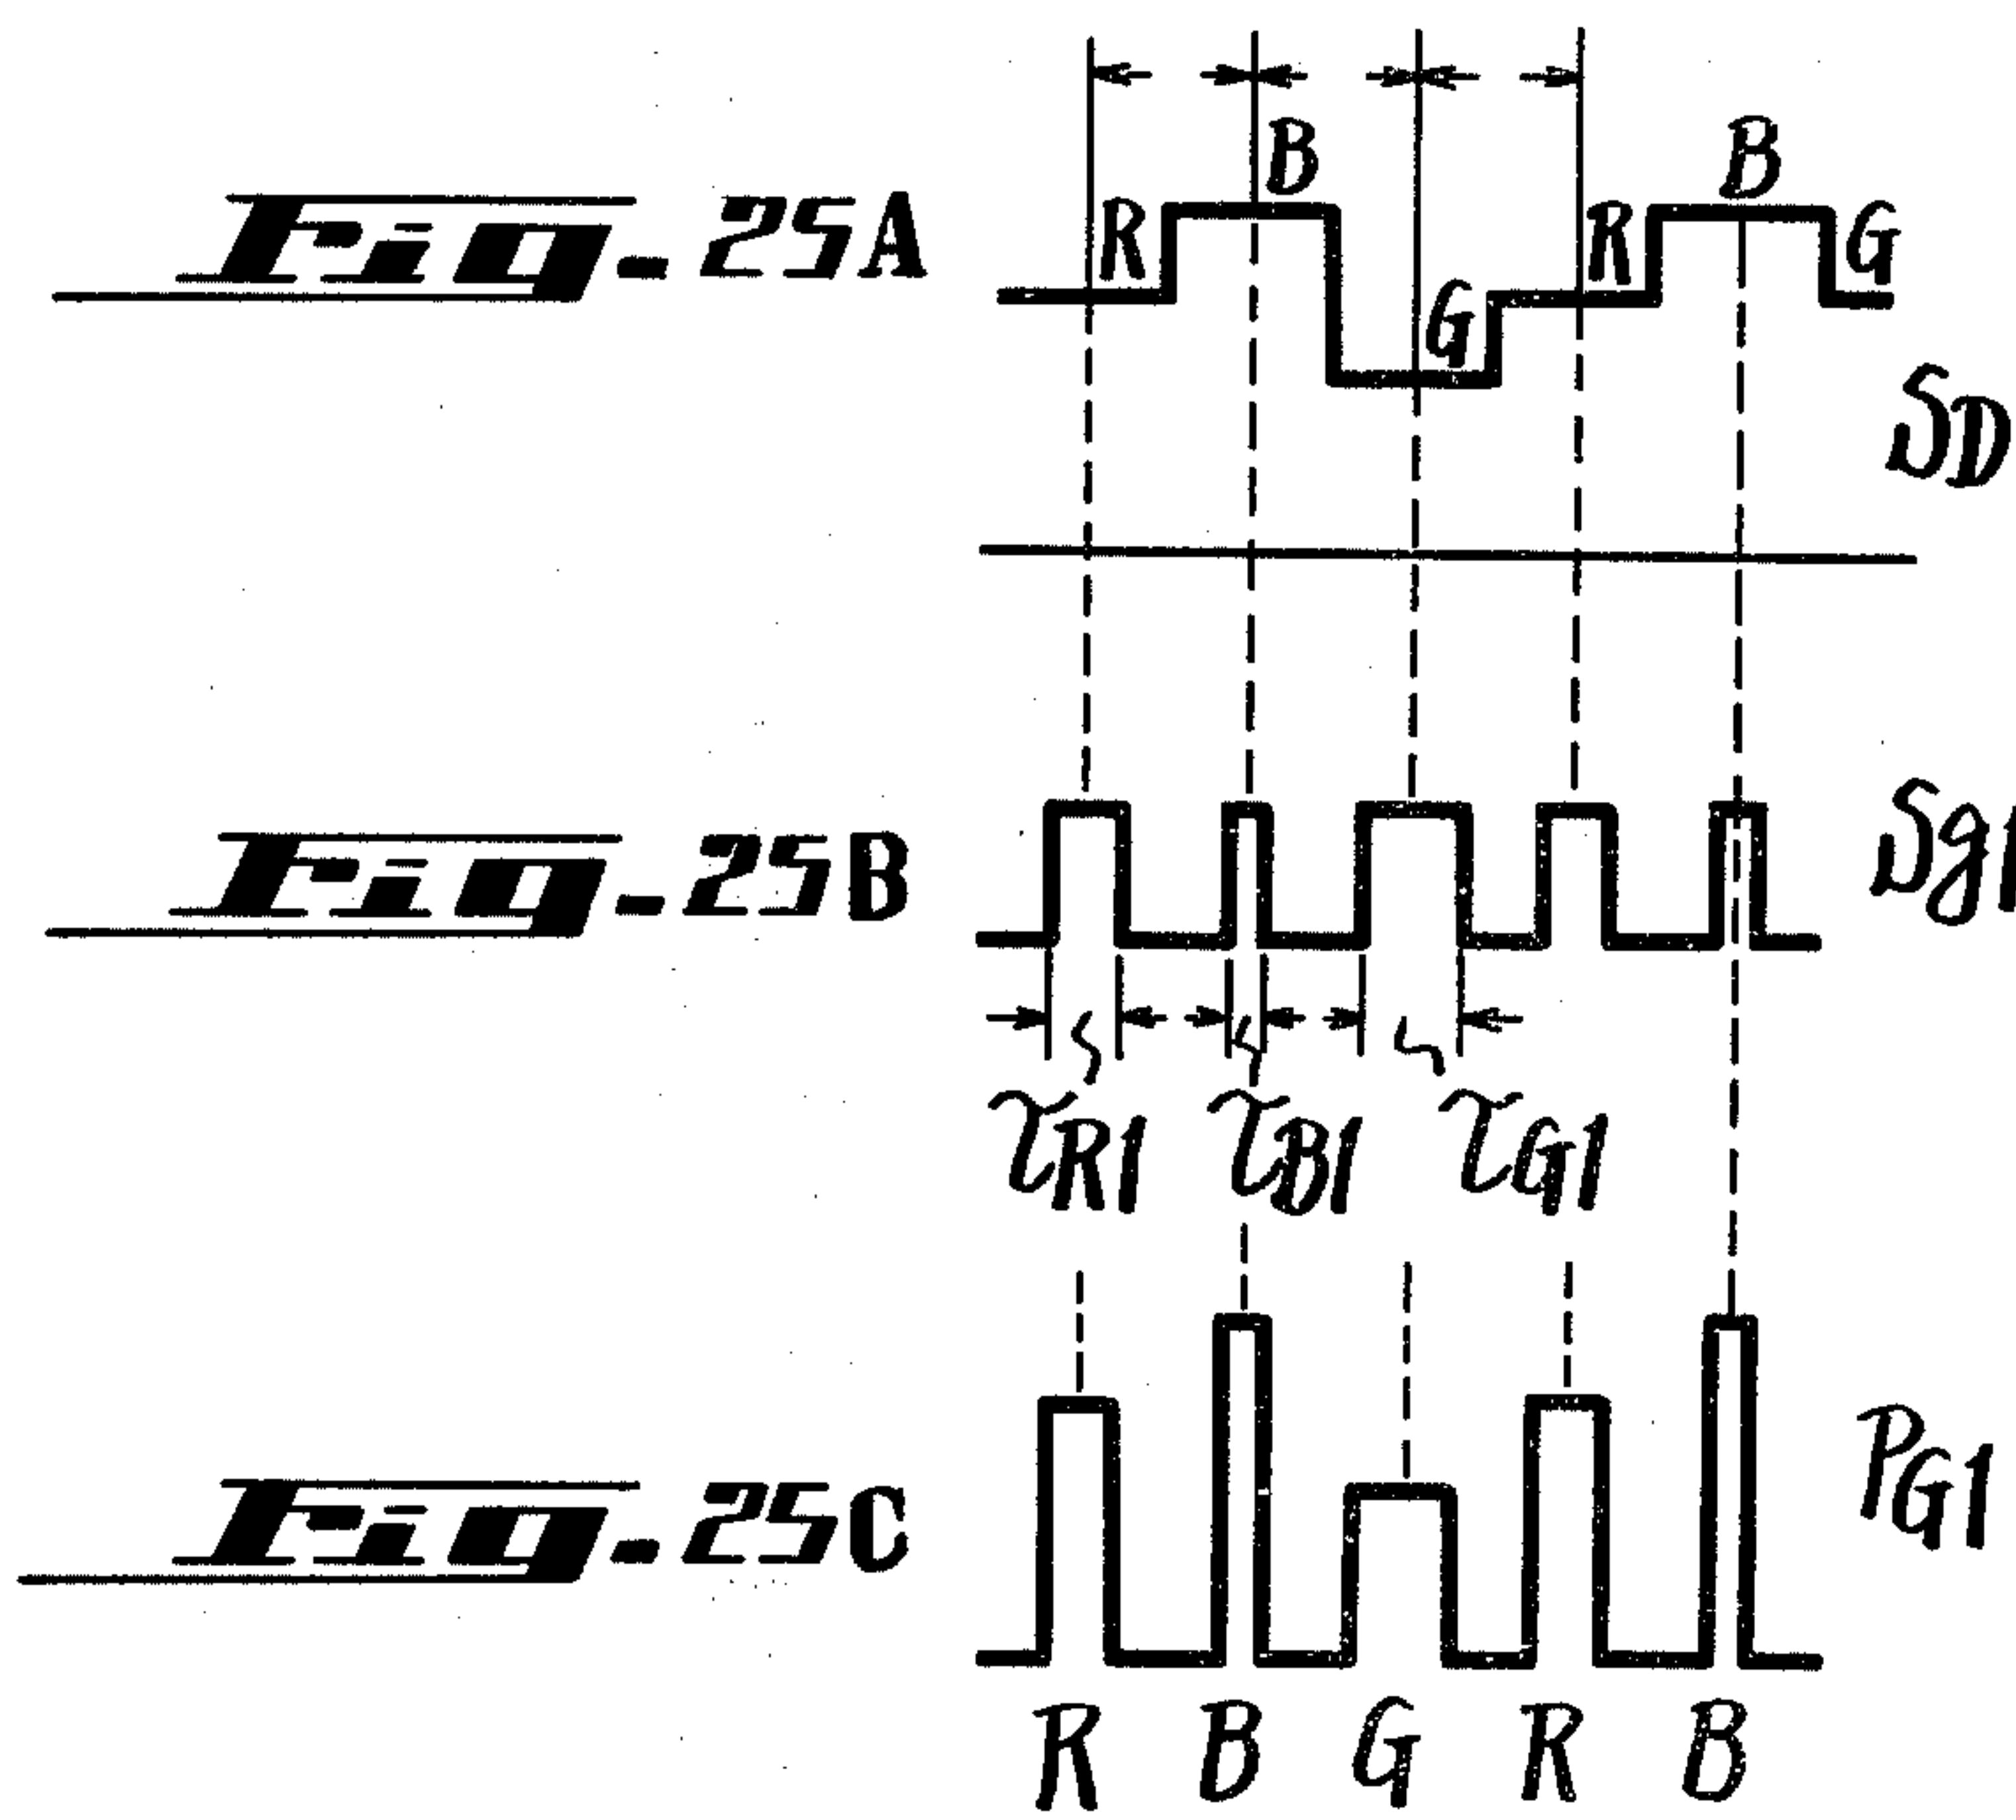 Fig. 25A
R B G R B G
SD
Fig. 25B
Sg1
τR1 τB1 τG1
Fig. 25C
PG1
R B G R B